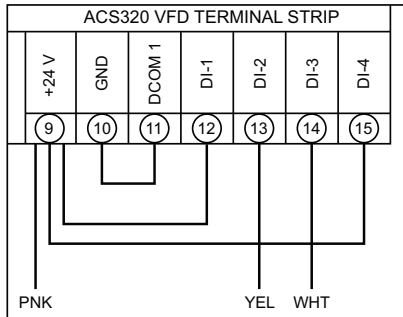 ACS320 VFD TERMINAL STRIP
+24 V GND DCOM 1 DI-1 DI-2 DI-3 DI-4
9 10 11 12 13 14 15
PNK YEL WHT